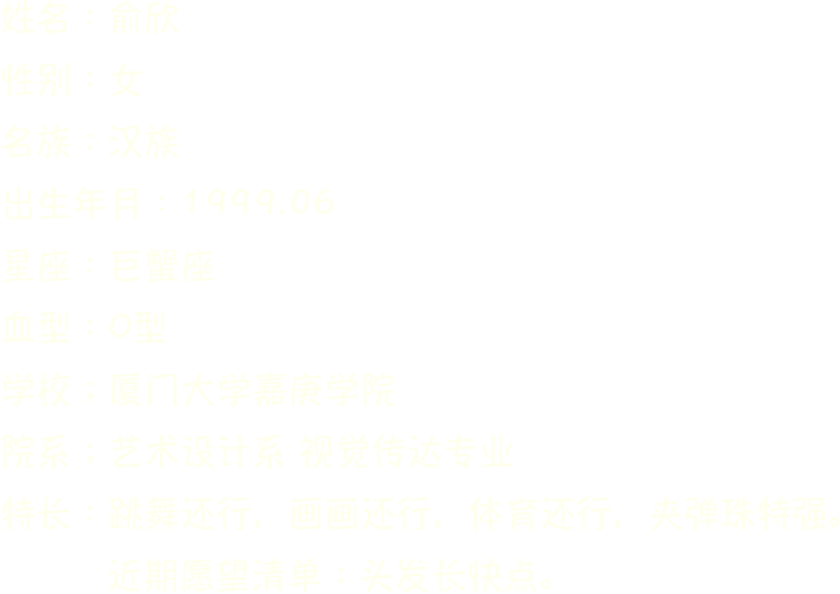 姓名：俞欣
性别：女
名族：汉族
出生年月：1999.06
星座：巨蟹座
血型：O型
学校：厦门大学嘉庚学院
院系：艺术设计系 视觉传达专业
特长：跳舞还行，画画还行，体育还行，夹弹珠特强。
近期愿望清单：头发长快点。